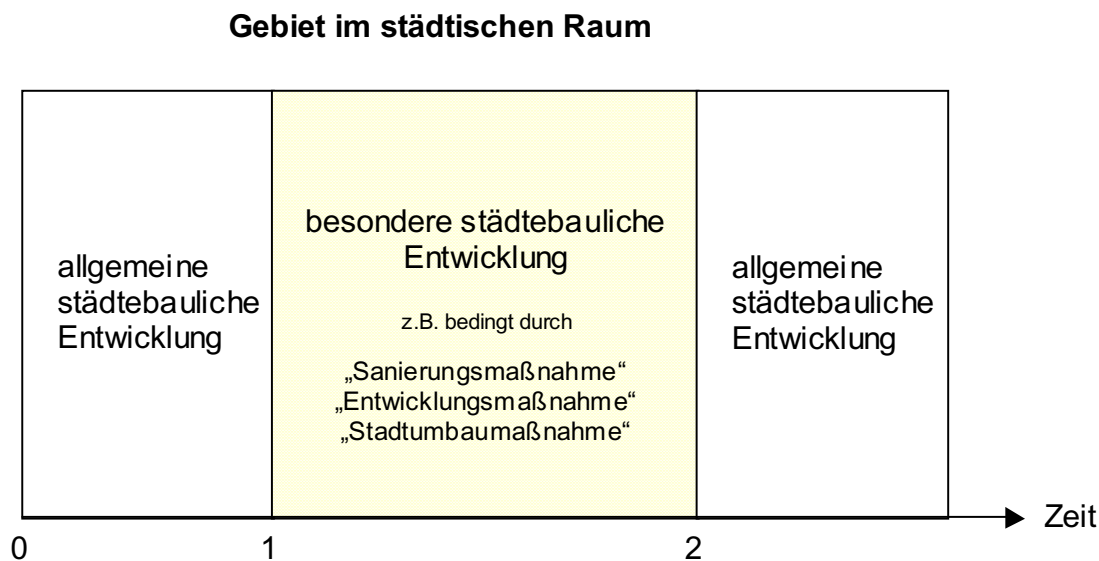 Gebiet im städtischen Raum
allgemeine
städtebauliche
Entwicklung
besondere städtebauliche
Entwicklung
z.B. bedingt durch
„Sanierungsmaßnahme“
„Entwicklungsmaßnahme“
„Stadtumbaumaßnahme“
allgemeine
städtebauliche
Entwicklung
Zeit
0
1
2